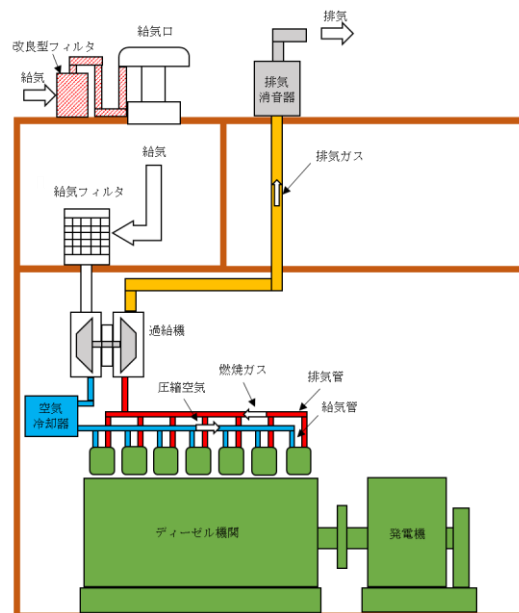 排気
給気口
改良型フィルタ
給気
排気
消音器
給気
排気ガス
給気フィルタ
過給機
燃焼ガス
排気管
圧縮空気
給気管
空気
冷却器
ディーゼル機関
発電機